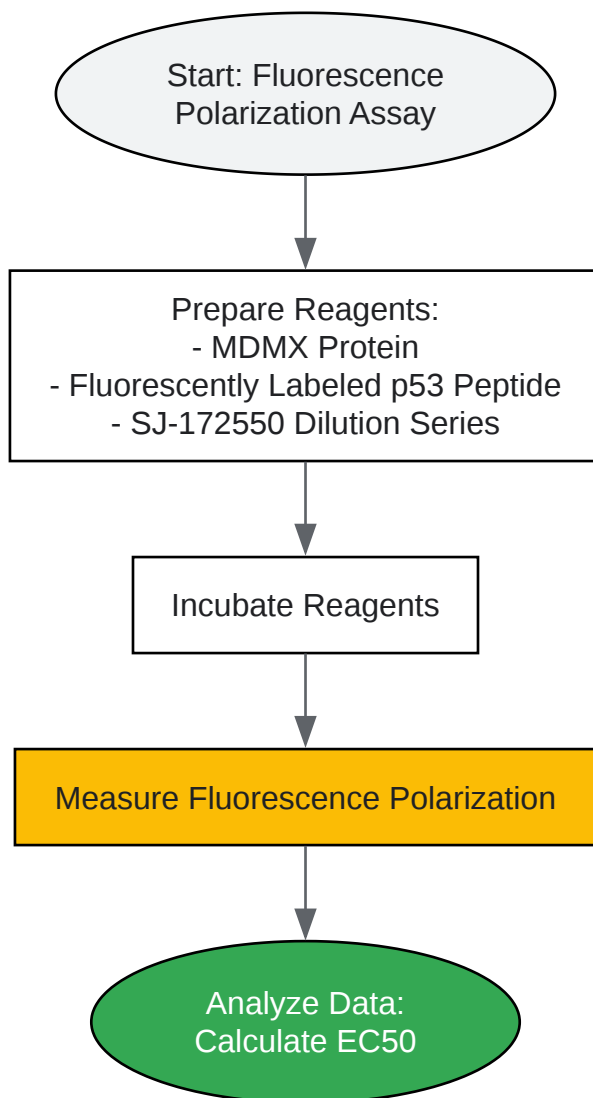 Start: Fluorescence
Polarization Assay
Prepare Reagents:
- MDMX Protein
- Fluorescently Labeled p53 Peptide
- SJ-172550 Dilution Series
Incubate Reagents
Measure Fluorescence Polarization
Analyze Data:
Calculate EC50